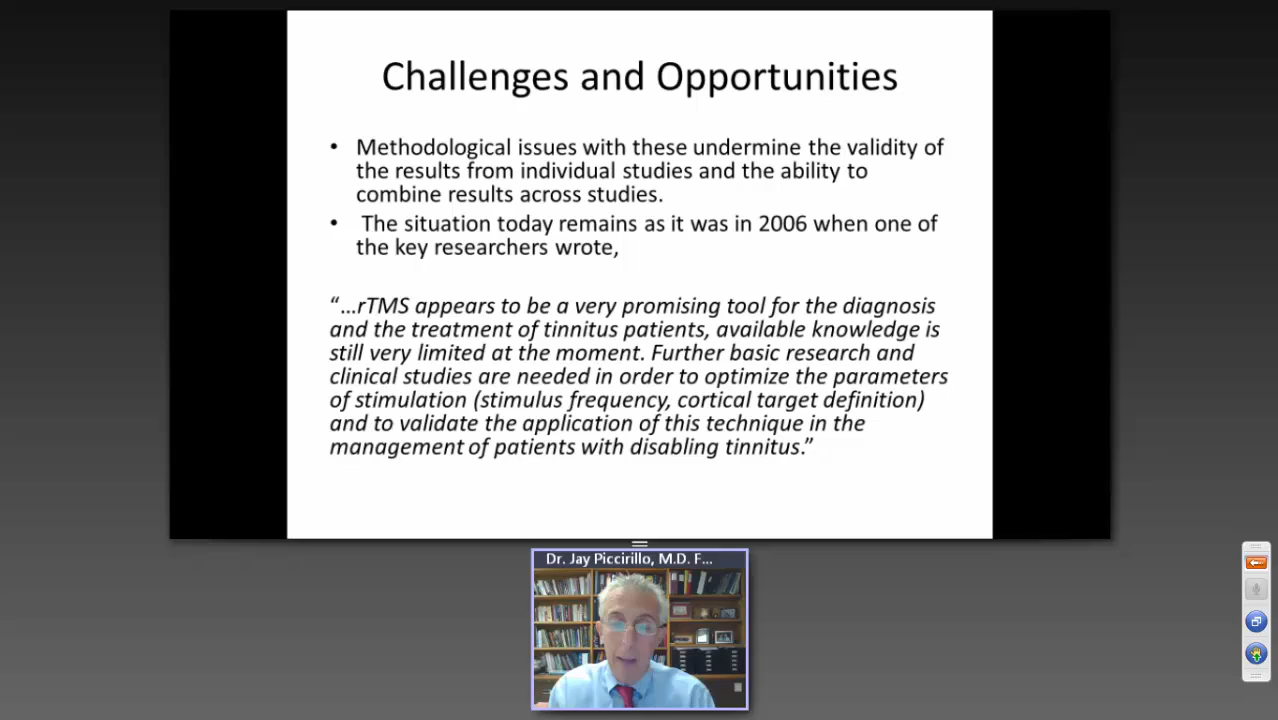 Challenges and Opportunities
• Methodological issues with these undermine the validity of
the results from individual studies and the ability to
combine results across studies.
• The situation today remains as it was in 2006 when one of
the key researchers wrote,
“…rTMS appears to be a very promising tool for the diagnosis
and the treatment of tinnitus patients, available knowledge is
still very limited at the moment. Further basic research and
clinical studies are needed in order to optimize the parameters
of stimulation (stimulus frequency, cortical target definition)
and to validate the application of this technique in the
management of patients with disabling tinnitus.”
Dr. Jay Piccirillo, M.D. F...